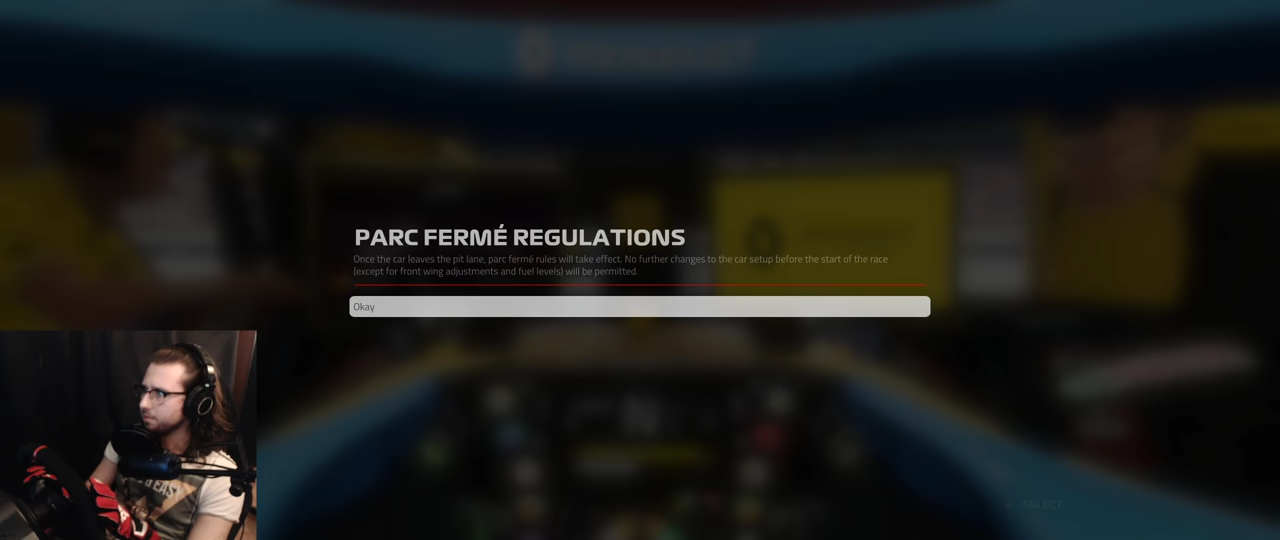 PARC FERMÉ REGULATIONS
Once the car leaves the pit lane, parc fermé rules will take effect. No further changes to the car setup before the start of the race
(except for front wing adjustments and fuel levels) will be permitted.
Okay
SELECT